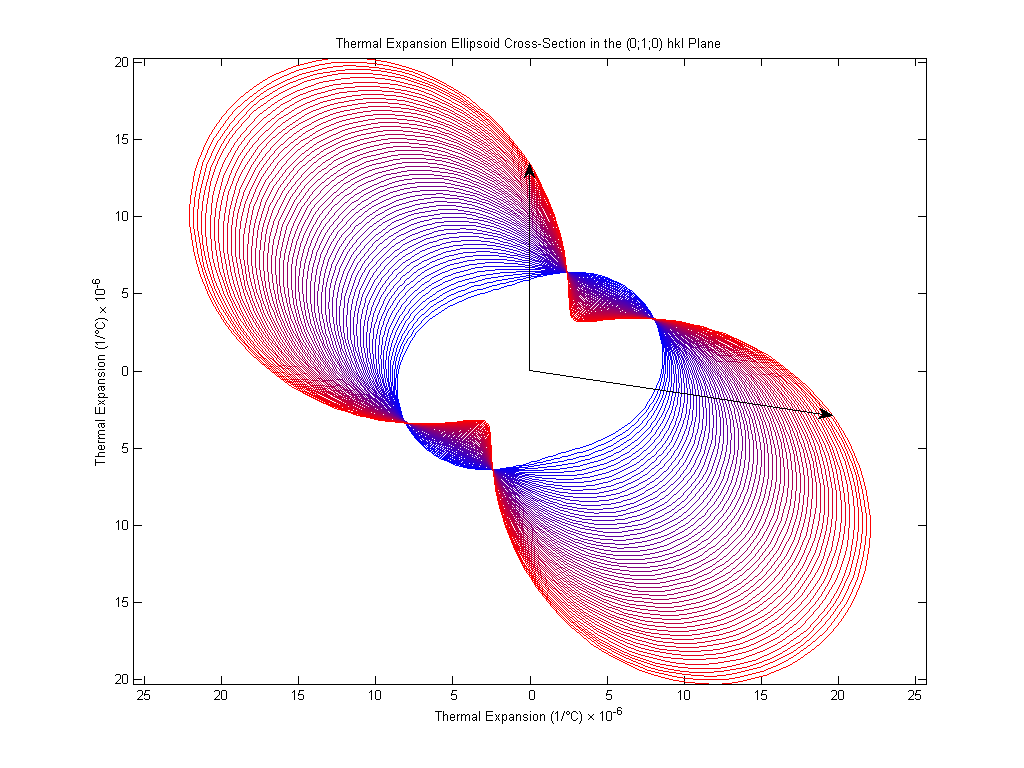 Thermal Expansion Ellipsoid Cross-Section in the (0;1;0) hkl Plane
20
15
10
5
0
5
10
15
20
Thermal Expansion (1/°C) × 10^-6
25 20 15 10 5 0 5 10 15 20 25
Thermal Expansion (1/°C) × 10^-6